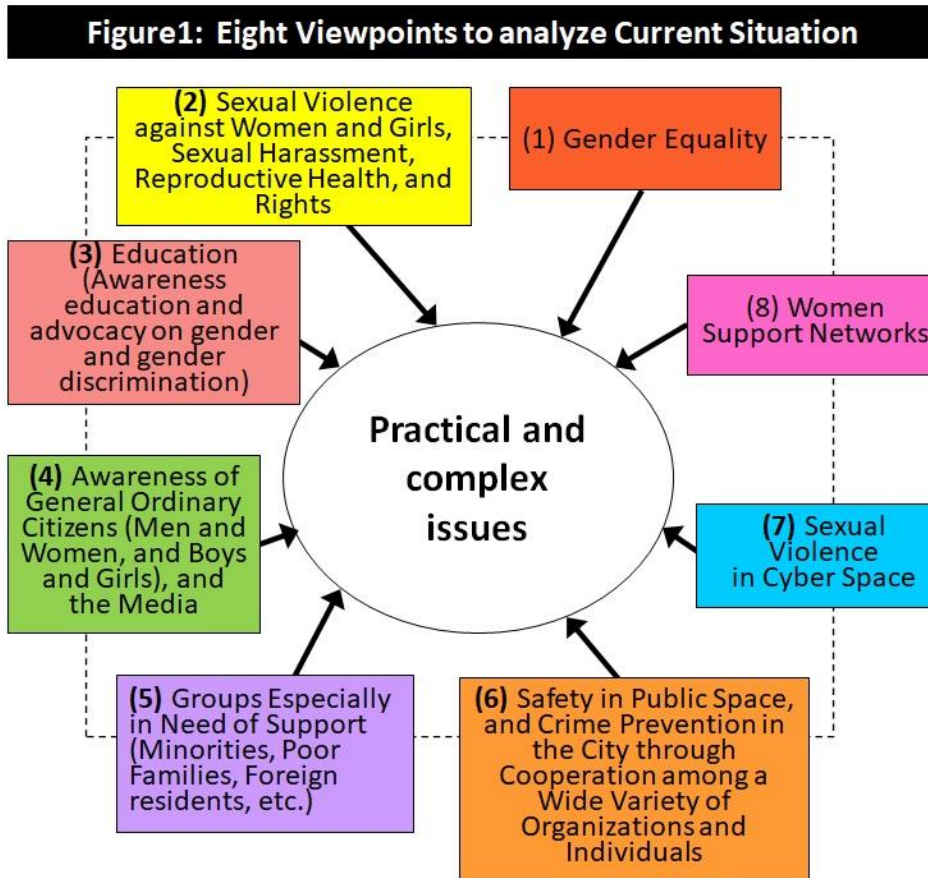 Figure1: Eight Viewpoints to analyze Current Situation
(1) Gender Equality
(2) Sexual Violence
against Women and Girls,
Sexual Harassment,
Reproductive Health, and
Rights
(3) Education
(Awareness
education and
advocacy on gender
and gender
discrimination)
(4) Awareness of
General Ordinary
Citizens (Men and
Women, and Boys
and Girls), and
the Media
(5) Groups Especially
in Need of Support
(Minorities, Poor
Families, Foreign
residents, etc.)
(6) Safety in Public Space,
and Crime Prevention in
the City through
Cooperation among a
Wide Variety of
Organizations and
Individuals
(7) Sexual
Violence
in Cyber Space
(8) Women
Support Networks
Practical and
complex
issues